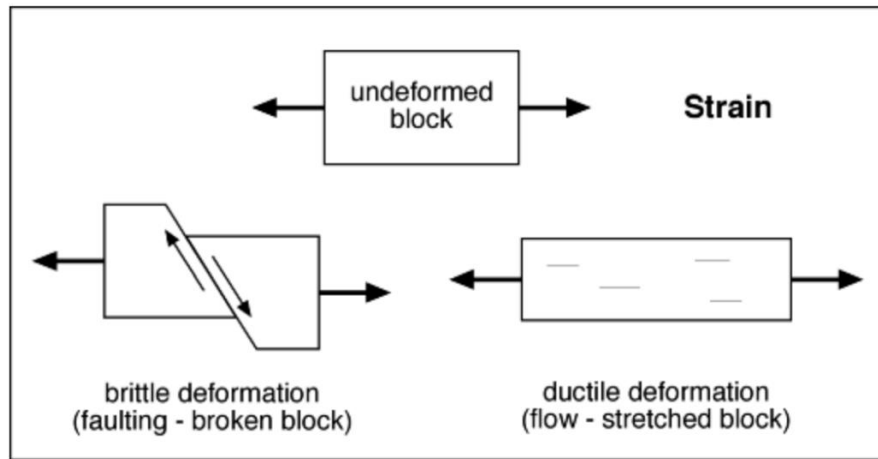 undeformed
block
Strain
brittle deformation
(faulting - broken block)
ductile deformation
(flow - stretched block)